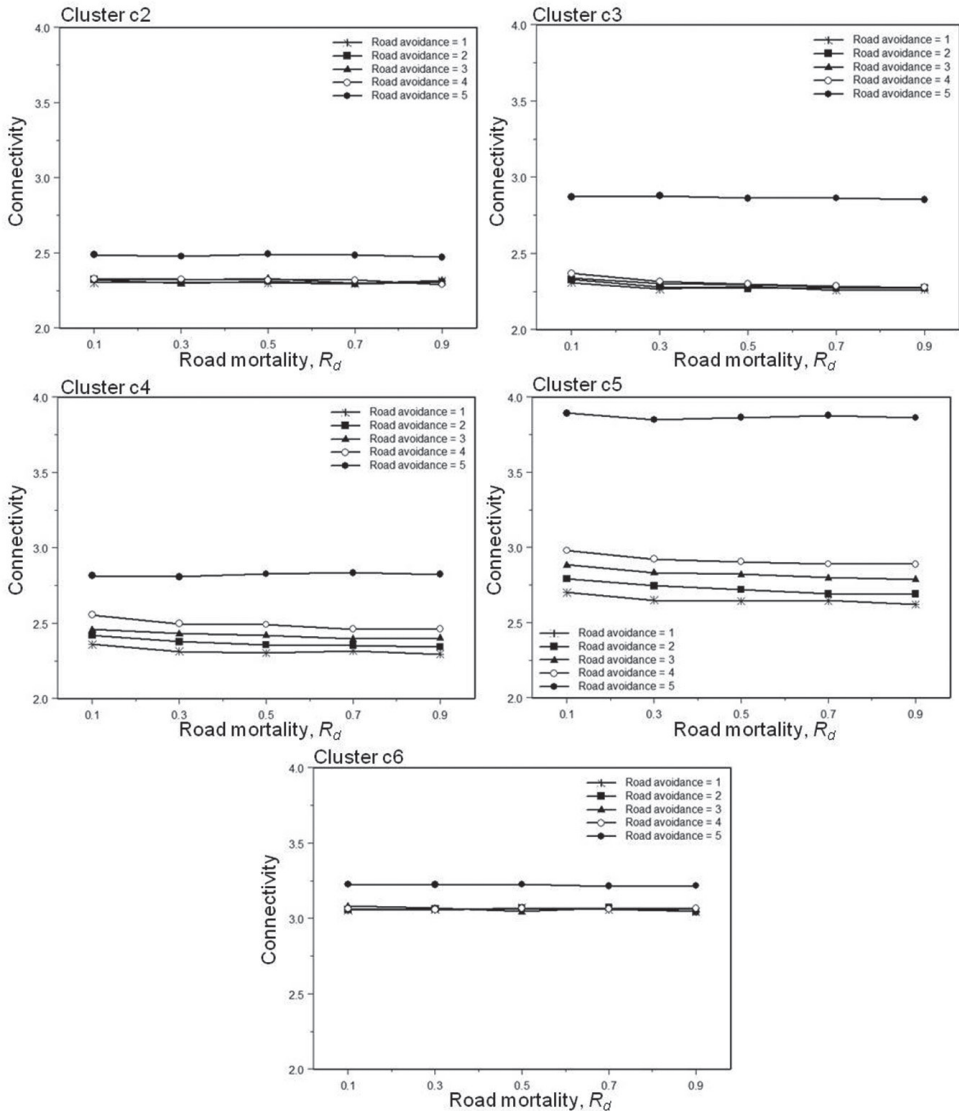 Cluster c2
4.0
3.5
3.0
2.5
2.0
Connectivity
Road avoidance = 1
Road avoidance = 2
Road avoidance = 3
Road avoidance = 4
Road avoidance = 5
0.1 0.3 0.5 0.7 0.9
Road mortality, R_d
Cluster c3
4.0
3.5
3.0
2.5
2.0
Connectivity
Road avoidance = 1
Road avoidance = 2
Road avoidance = 3
Road avoidance = 4
Road avoidance = 5
0.1 0.3 0.5 0.7 0.9
Road mortality, R_d
Cluster c4
4.0
3.5
3.0
2.5
2.0
Connectivity
Road avoidance = 1
Road avoidance = 2
Road avoidance = 3
Road avoidance = 4
Road avoidance = 5
0.1 0.3 0.5 0.7 0.9
Road mortality, R_d
Cluster c5
4.0
3.5
3.0
2.5
2.0
Connectivity
Road avoidance = 1
Road avoidance = 2
Road avoidance = 3
Road avoidance = 4
Road avoidance = 5
0.1 0.3 0.5 0.7 0.9
Road mortality, R_d
Cluster c6
4.0
3.5
3.0
2.5
2.0
Connectivity
Road avoidance = 1
Road avoidance = 2
Road avoidance = 3
Road avoidance = 4
Road avoidance = 5
0.1 0.3 0.5 0.7 0.9
Road mortality, R_d